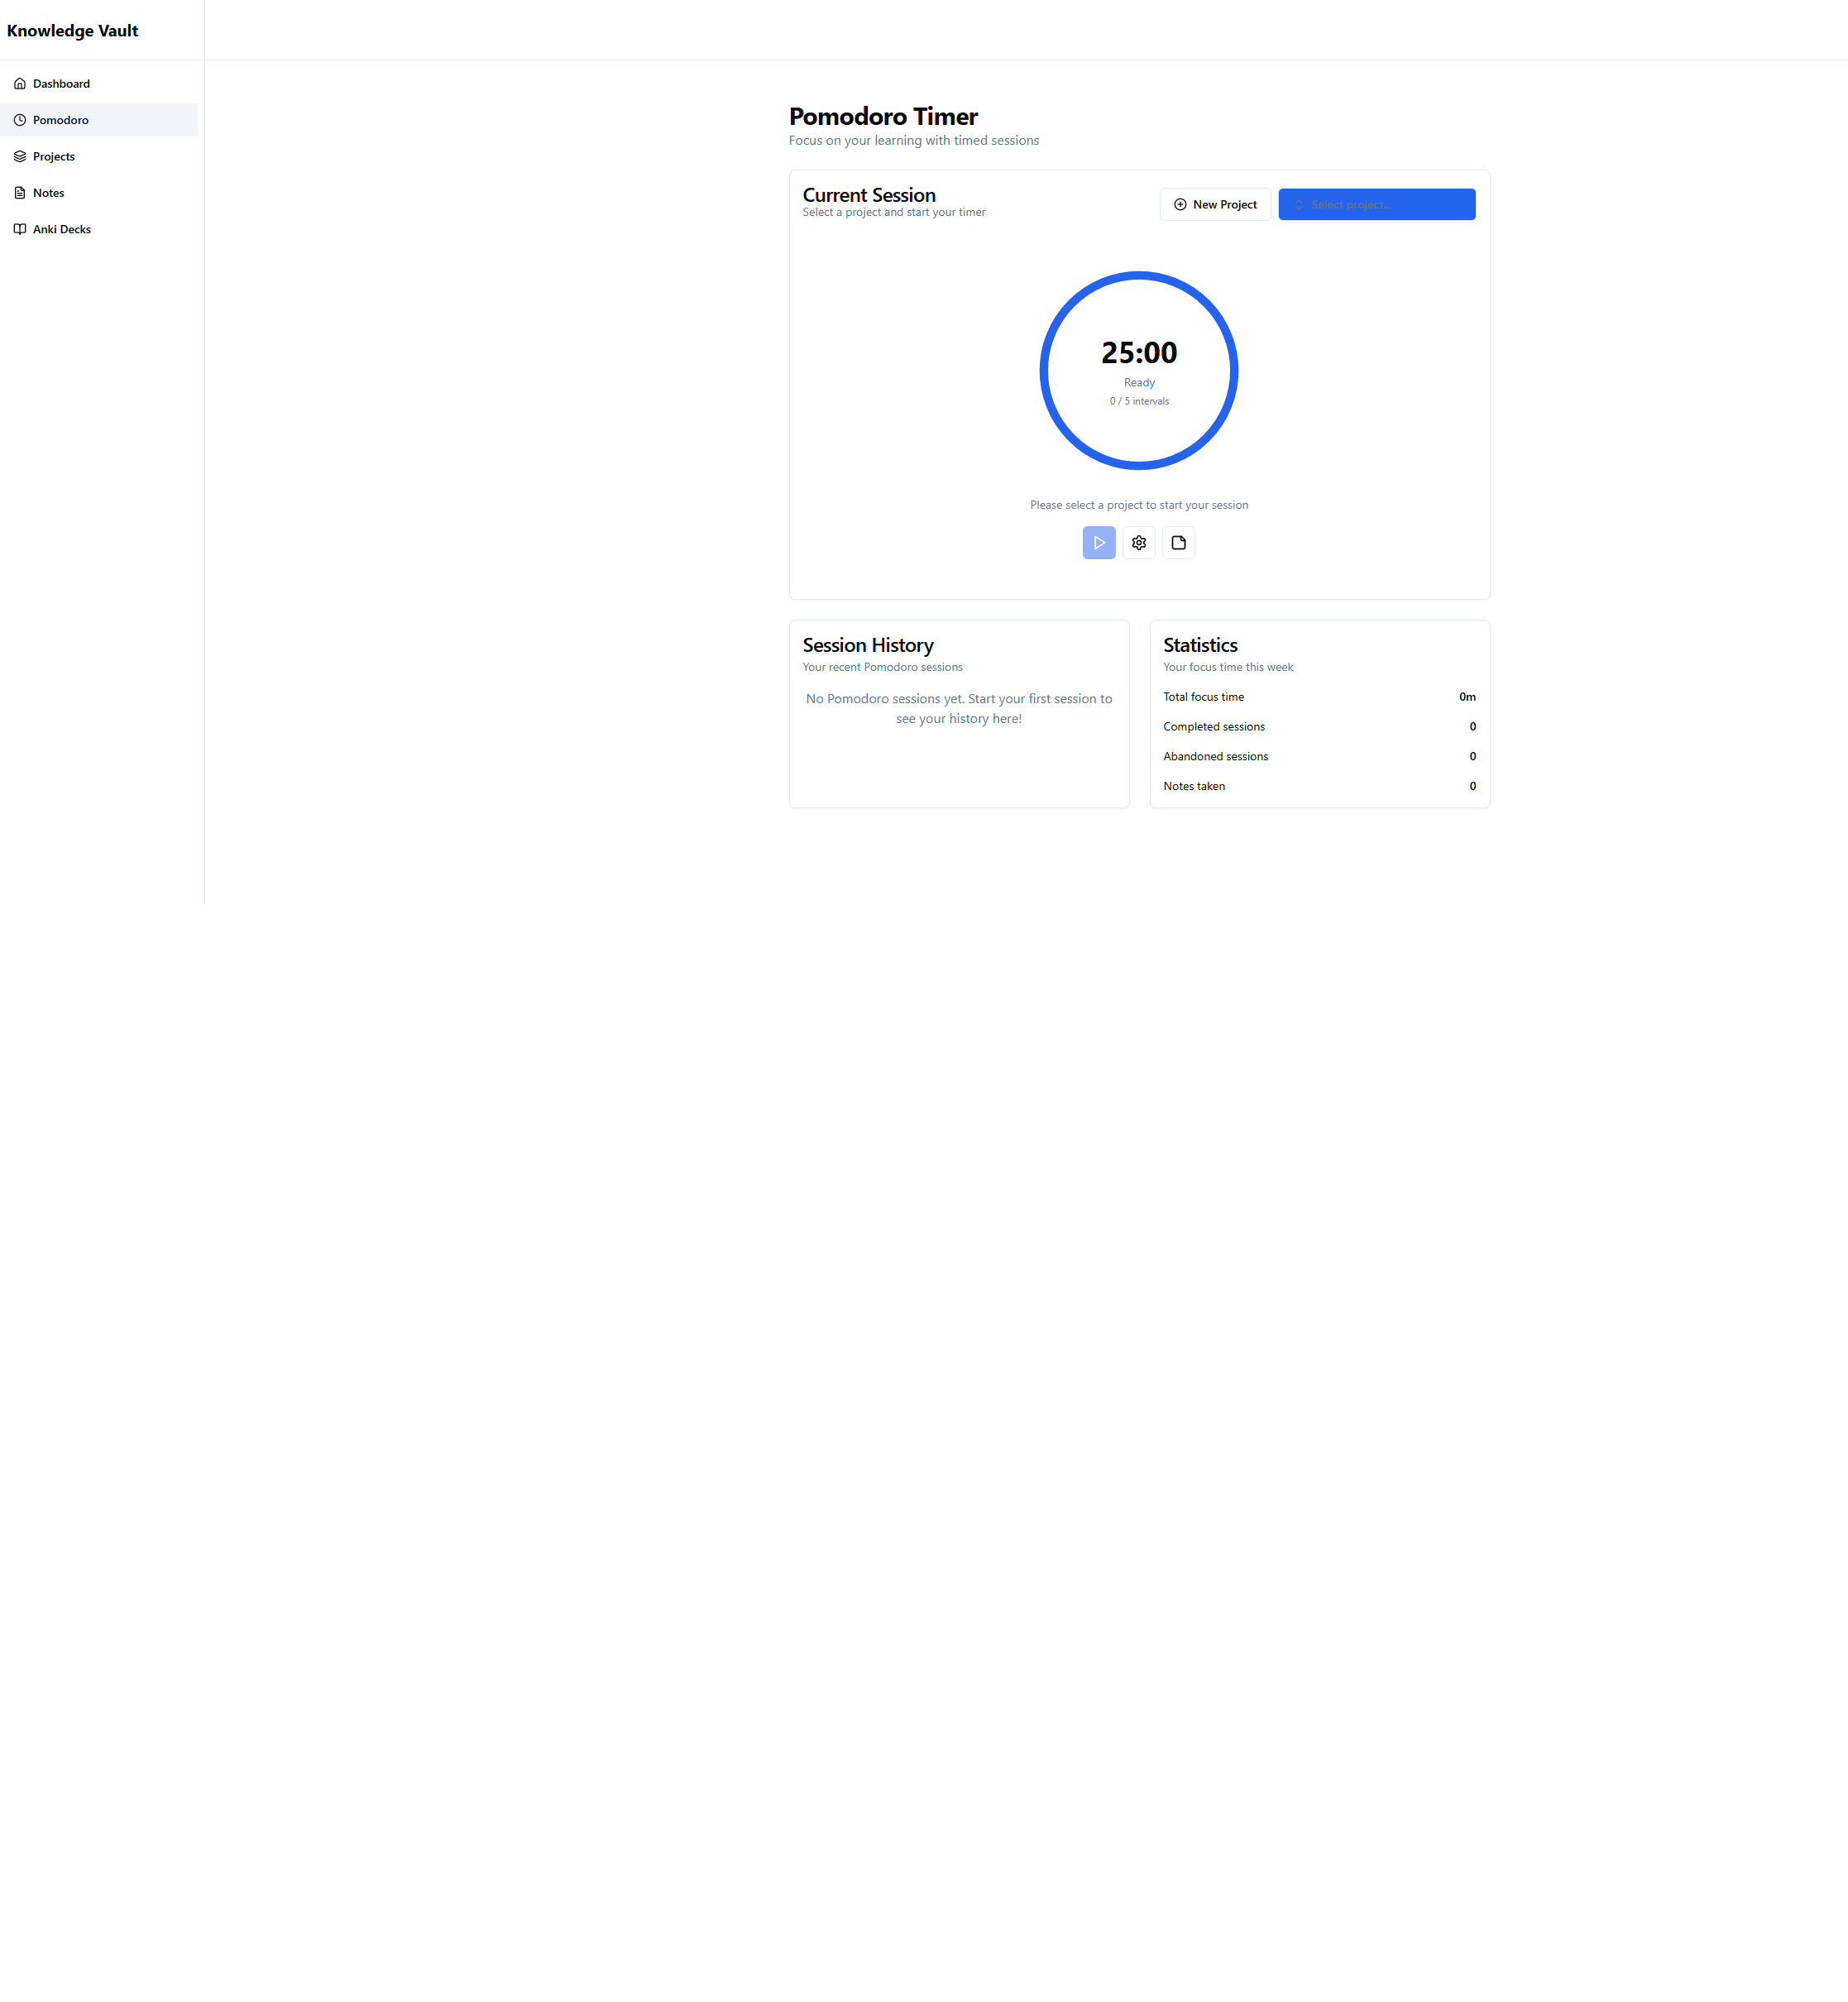 Knowledge Vault
Dashboard
Pomodoro
Projects
Notes
Anki Decks
Pomodoro Timer
Focus on your learning with timed sessions
Current Session
Select a project and start your timer
New Project
Select project...
25:00
Ready
0 / 5 intervals
Please select a project to start your session
Session History
Your recent Pomodoro sessions
No Pomodoro sessions yet. Start your first session to
see your history here!
Statistics
Your focus time this week
Total focus time 0m
Completed sessions 0
Abandoned sessions 0
Notes taken 0